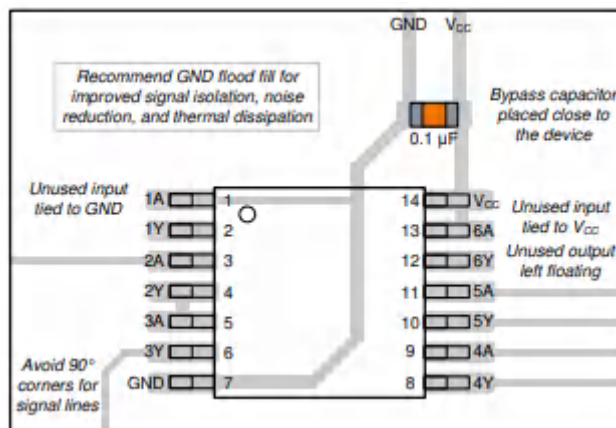 GND VCC
Recommend GND flood fill for
improved signal isolation, noise
reduction, and thermal dissipation
Bypass capacitor
placed close to
the device
0.1 µF
Unused input
tied to GND
1A 1 14 VCC
Unused input
tied to VCC
1Y 2 13 6A
2A 3 12 6Y
Unused output
left floating
2Y 4 11 5A
3A 5 10 5Y
3Y 6 9 4A
GND 7 8 4Y
Avoid 90°
corners for
signal lines